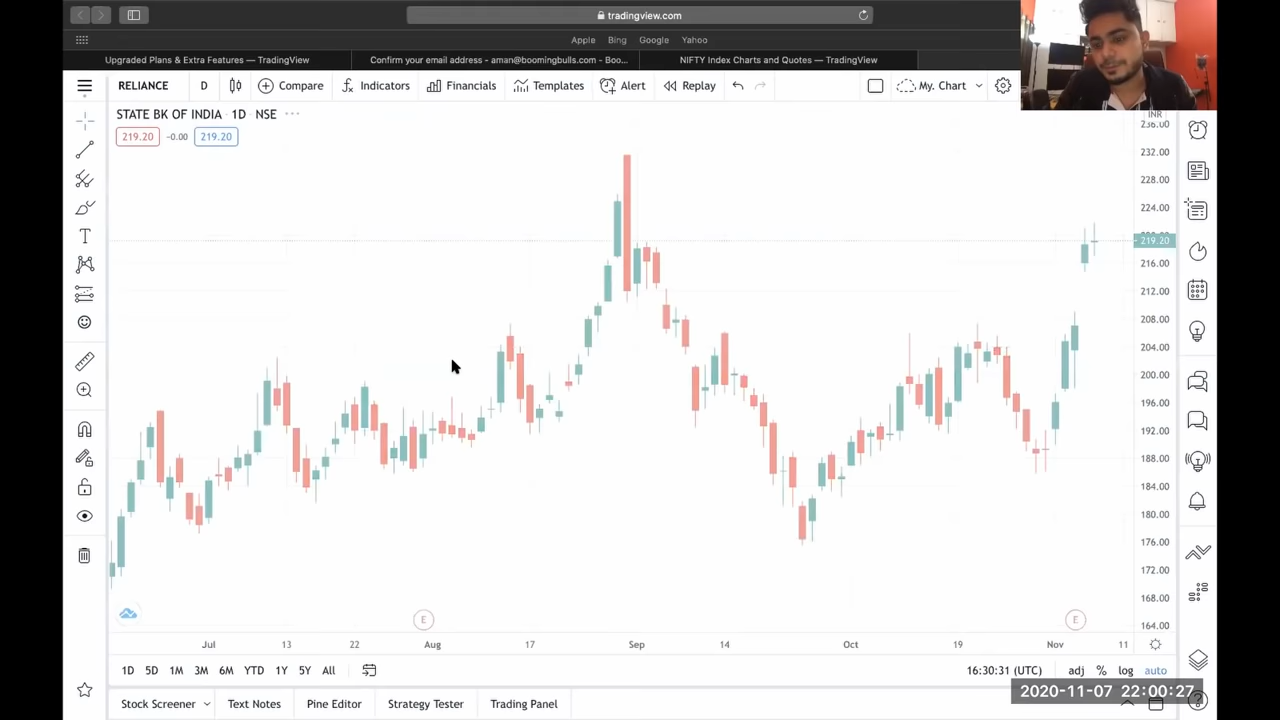 tradingview.com
Apple Bing Google Yahoo
Upgraded Plans & Extra Features — TradingView
Confirm your email address - aman@boomingbulls.com - Boo...
NIFTY Index Charts and Quotes — TradingView
RELIANCE D Compare Indicators Financials Templates Alert Replay My. Chart
STATE BK OF INDIA 1D NSE
219.20 -0.00 219.20
INR
236.00
232.00
228.00
224.00
219.20
216.00
212.00
208.00
204.00
200.00
196.00
192.00
188.00
184.00
180.00
176.00
172.00
168.00
164.00
E E
Jul 13 22 Aug 17 Sep 14 Oct 19 Nov 11
1D 5D 1M 3M 6M YTD 1Y 5Y All
16:30:31 (UTC) adj % log auto
2020-11-07 22:00:27
Stock Screener Text Notes Pine Editor Strategy Tester Trading Panel